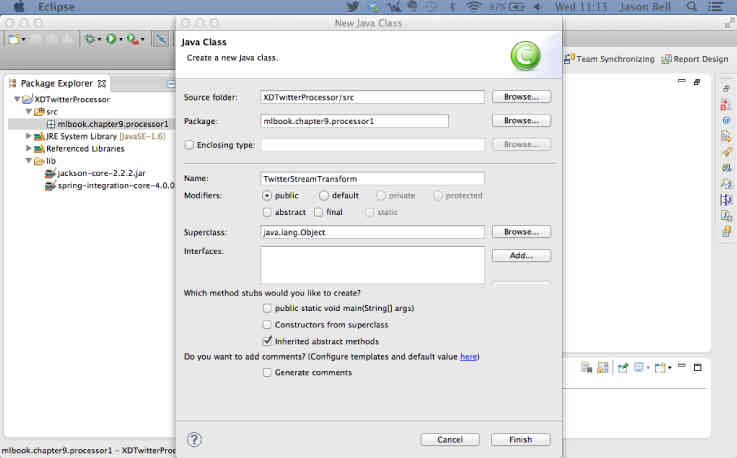 Eclipse 97% Wed 11:13 Jason Bell
New Java Class
Java Class
Create a new Java class.
Team Synchronizing Report Design
Package Explorer
XDTwitterProcessor
src
mlbook.chapter9.processor1
JRE System Library [JavaSE-1.6]
Referenced Libraries
lib
jackson-core-2.2.2.jar
spring-integration-core-4.0.0
Source folder: XDTwitterProcessor/src Browse...
Package: mlbook.chapter9.processor1 Browse...
Enclosing type: Browse...
Name: TwitterStreamTransform
Modifiers: public default private protected
abstract final static
Superclass: java.lang.Object Browse...
Interfaces: Add...
Which method stubs would you like to create?
public static void main(String[] args)
Constructors from superclass
Inherited abstract methods
Do you want to add comments? (Configure templates and default value here)
Generate comments
Cancel Finish
mlbook.chapter9.processor1 - XDTwitterProc